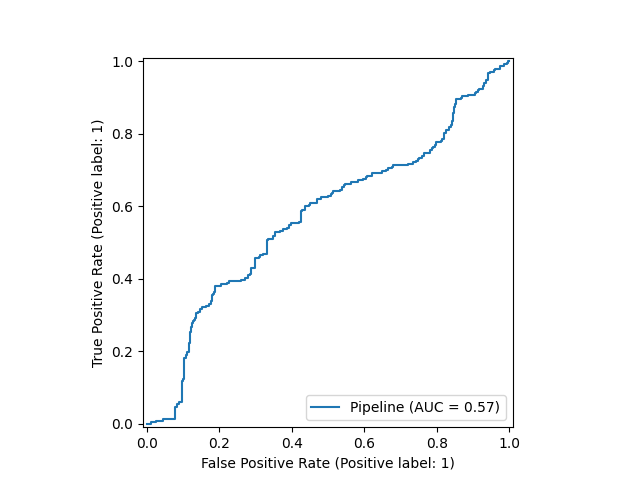 1.0
0.8
0.6
0.4
0.2
0.0
True Positive Rate (Positive label: 1)
Pipeline (AUC = 0.57)
0.0 0.2 0.4 0.6 0.8 1.0
False Positive Rate (Positive label: 1)